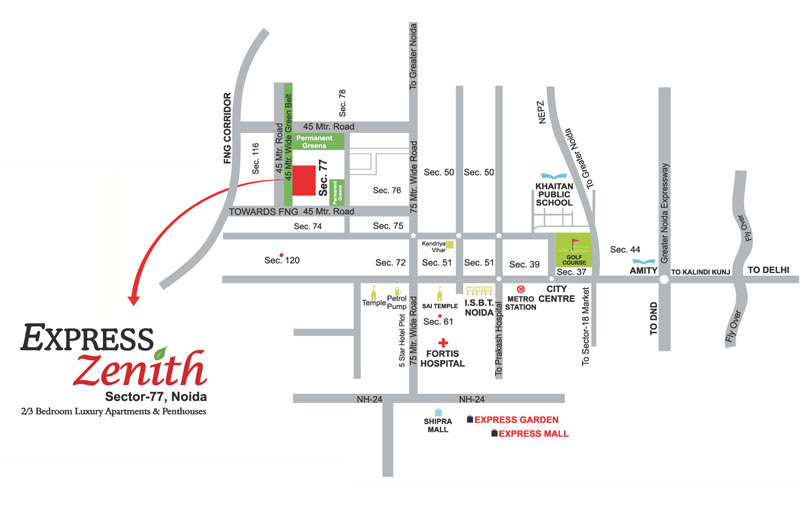 To Greater Noida
Sec. 78
FNG CORRIDOR
Sec. 116
45 Mtr. Road
45 Mtr. Wide Green Belt
45 Mtr. Road
Permanent
Greens
Sec. 77
Permanent
Greens
Sec. 76
75 Mtr. Wide Road
Sec. 50
Sec. 50
NEPZ
To Greater Noida
KHAITAN
PUBLIC
SCHOOL
Greater Noida Expressway
Fly Over
TOWARDS FNG
45 Mtr. Road
Sec. 74
Sec. 75
Kendriya
Vihar
GOLF
COURSE
Sec. 44
Sec. 120
Sec. 72
Sec. 51
Sec. 51
Sec. 39
Sec. 37
AMITY
TO KALINDI KUNJ
TO DELHI
Temple
Petrol
Pump
SAI TEMPLE
I.S.B.T.
NOIDA
METRO
STATION
CITY
CENTRE
5 Star Hotel Plot
75 Mtr. Wide Road
Sec. 61
To Prakash Hospital
To Sector-18 Market
TO DND
Fly Over
FORTIS
HOSPITAL
EXPRESS
Zenith
Sector-77, Noida
2/3 Bedroom Luxury Apartments & Penthouses
NH-24
NH-24
SHIPRA
MALL
EXPRESS GARDEN
EXPRESS MALL